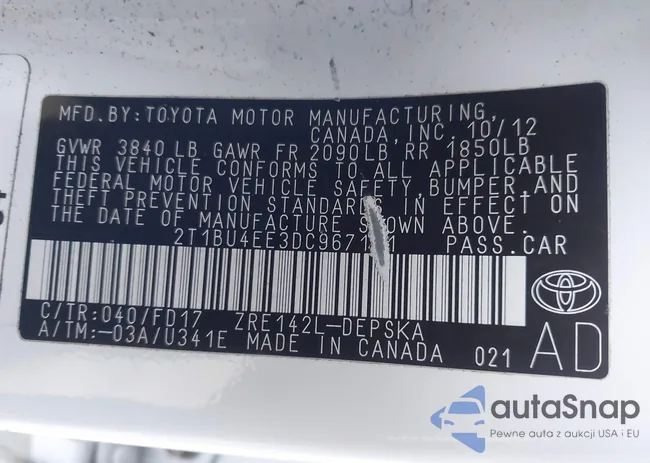 MFD. BY: TOYOTA MOTOR MANUFACTURING,
CANADA, INC. 10/12
GVWR 3840 LB GAWR FR 2090LB, RR 1850LB
THIS VEHICLE CONFORMS TO ALL APPLICABLE
FEDERAL MOTOR VEHICLE SAFETY, BUMPER, AND
THEFT PREVENTION STANDARDS IN EFFECT ON
THE DATE OF MANUFACTURE SHOWN ABOVE.
PASS.CAR
C/TR: 040/FD17 ZRE142L-DEPSKA
A/TM: -03A/U341E MADE IN CANADA 021 AD
autoSnap
Pewne auta z aukcji USA i EU